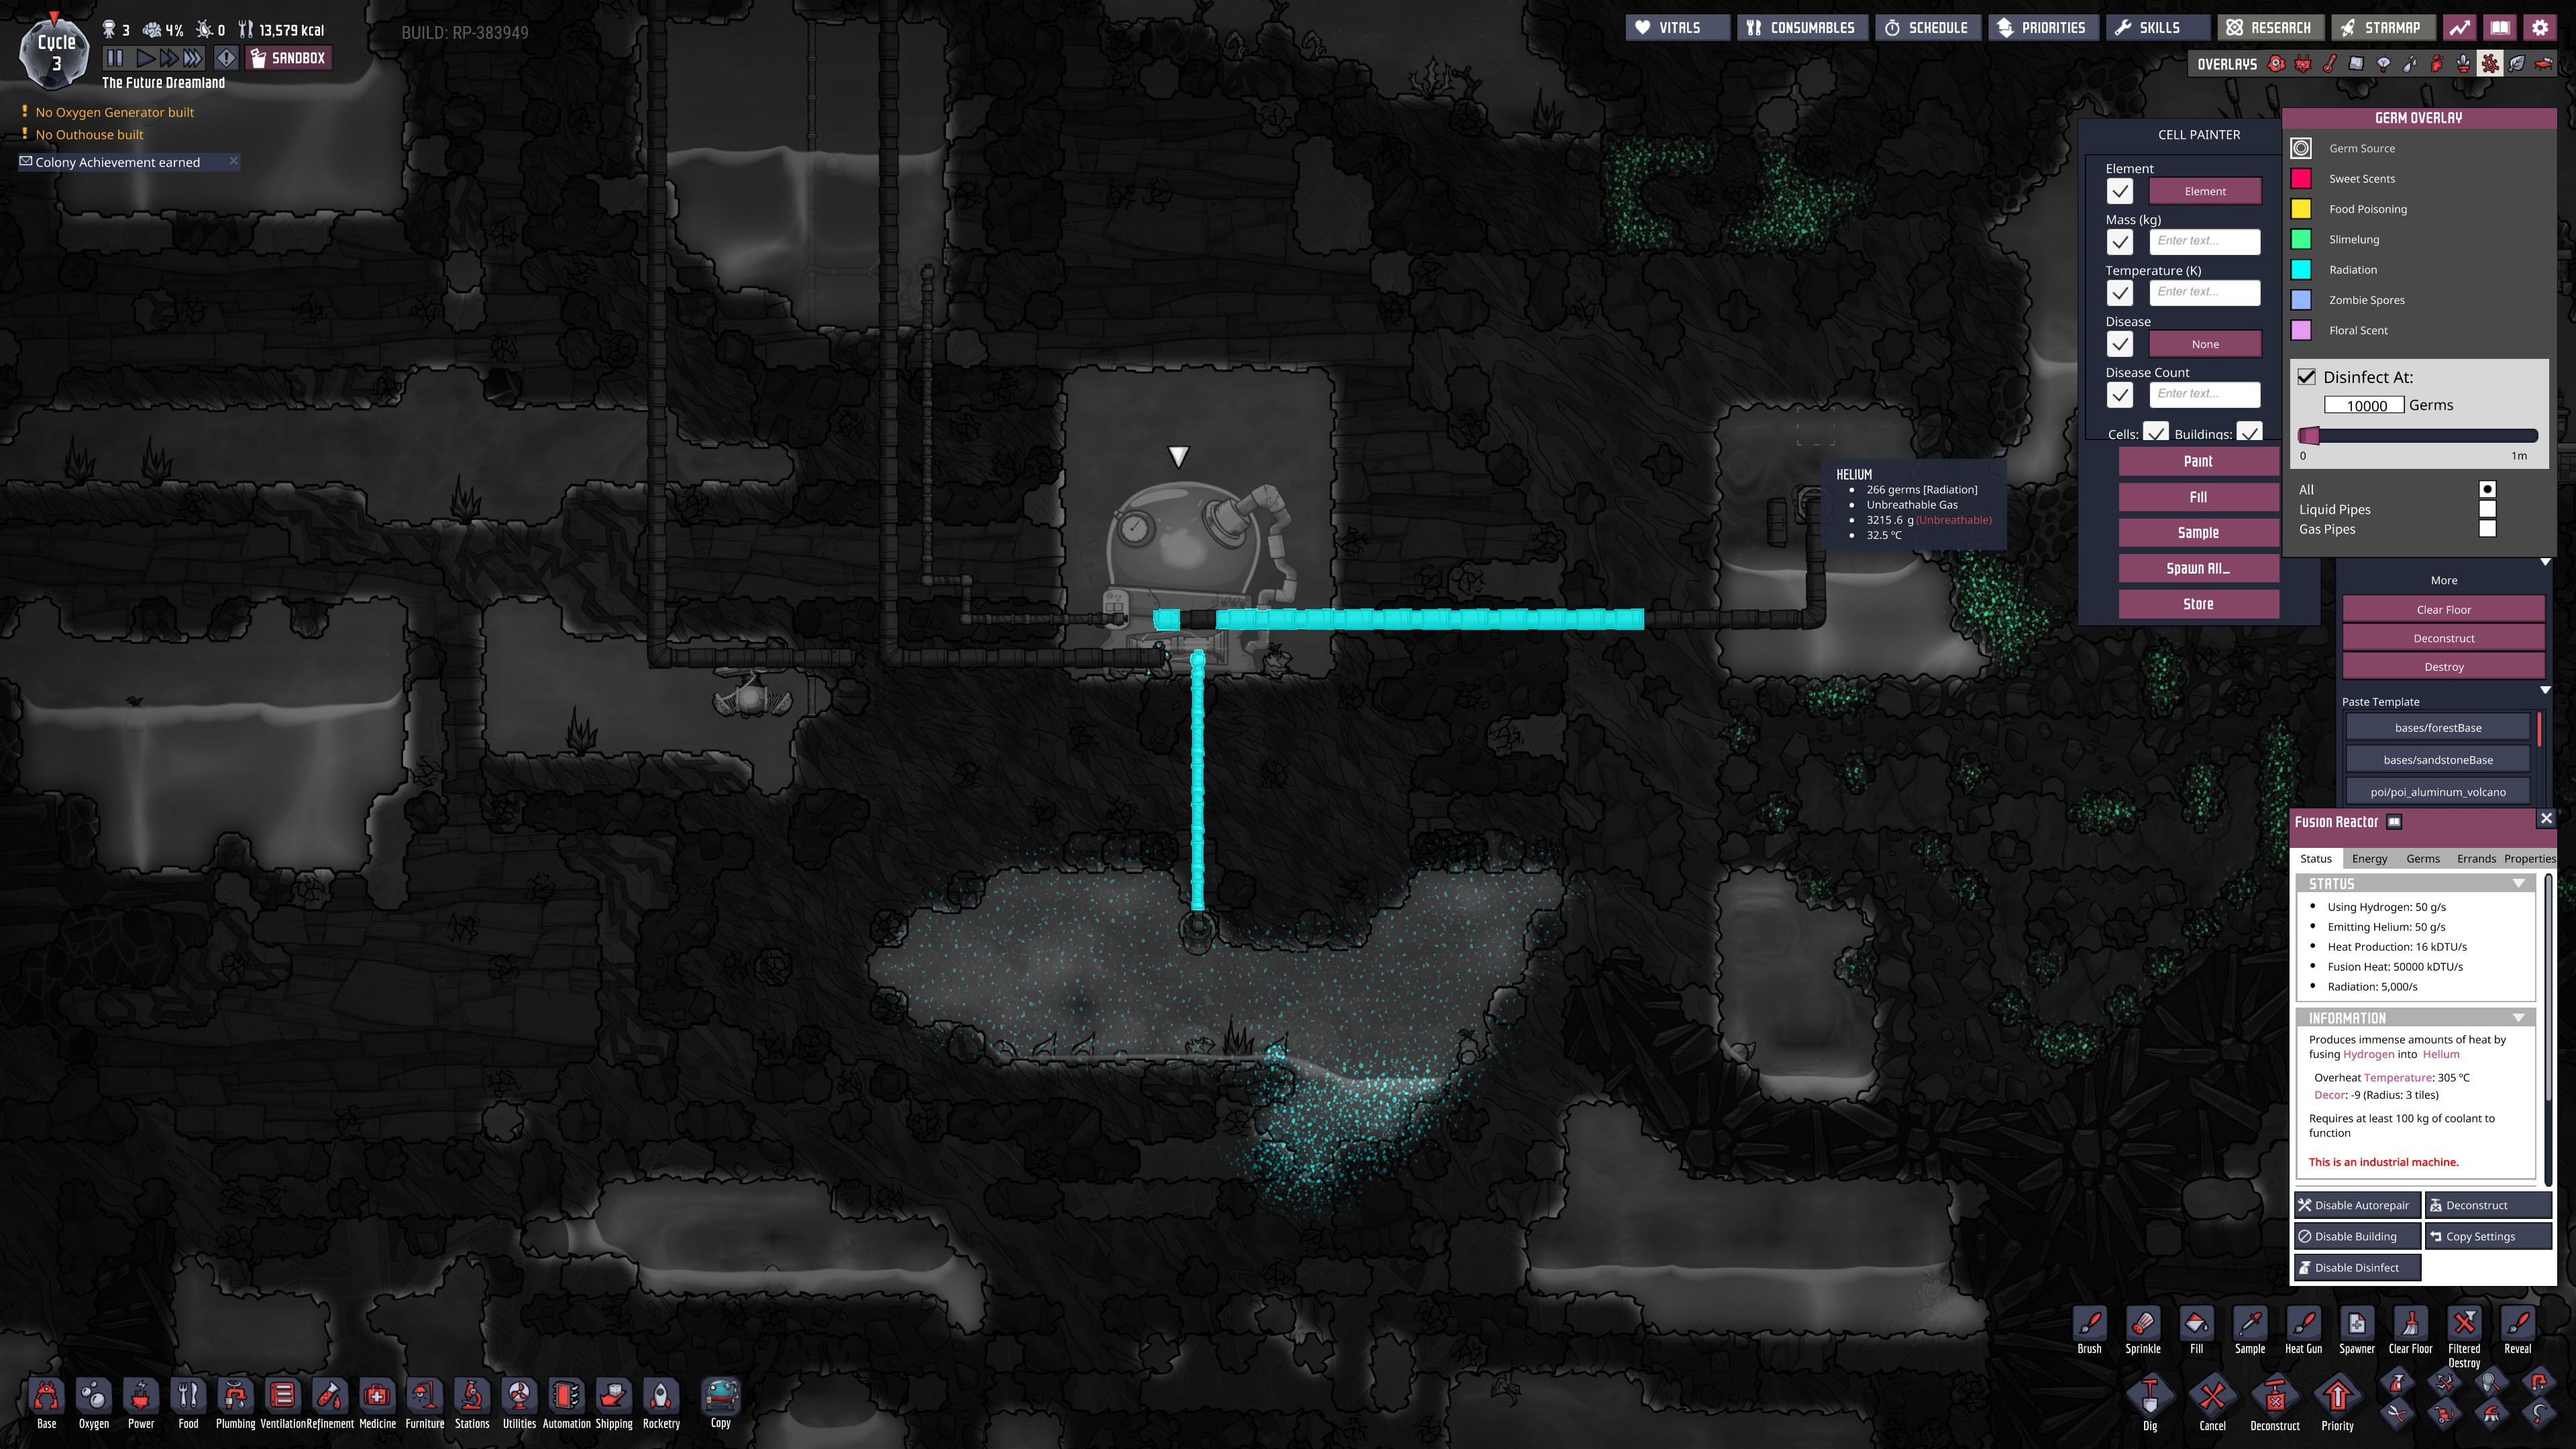 Cycle
3
3 4% 0 13,579 kcal
SANDBOX
The Future Dreamland
BUILD: RP-383949
! No Oxygen Generator built
! No Outhouse built
Colony Achievement earned
VITALS CONSUMABLES SCHEDULE PRIORITIES SKILLS RESEARCH STARMAP
OVERLAYS
CELL PAINTER
Element
Element
Mass (kg)
Enter text...
Temperature (K)
Enter text...
Disease
None
Disease Count
Enter text...
Cells: Buildings:
Paint
Fill
Sample
Spawn All_
Store
GERM OVERLAY
Germ Source
Sweet Scents
Food Poisoning
Slimelung
Radiation
Zombie Spores
Floral Scent
Disinfect At:
10000 Germs
0 1m
All
Liquid Pipes
Gas Pipes
HELIUM
• 266 germs [Radiation]
• Unbreathable Gas
• 3215.6 g (Unbreathable)
• 32.5 ºC
More
Clear Floor
Deconstruct
Destroy
Paste Template
bases/forestBase
bases/sandstoneBase
poi/poi_aluminum_volcano
Fusion Reactor
Status Energy Germs Errands Properties
STATUS
• Using Hydrogen: 50 g/s
• Emitting Helium: 50 g/s
• Heat Production: 16 kDTU/s
• Fusion Heat: 50000 kDTU/s
• Radiation: 5,000/s
INFORMATION
Produces immense amounts of heat by
fusing Hydrogen into Helium
Overheat Temperature: 305 ºC
Decor: -9 (Radius: 3 tiles)
Requires at least 100 kg of coolant to
function
This is an industrial machine.
Disable Autorepair Deconstruct
Disable Building Copy Settings
Disable Disinfect
Brush Sprinkle Fill Sample Heat Gun Spawner Clear Floor Filtered Reveal
Destroy
Base Oxygen Power Food Plumbing Ventilation Refinement Medicine Furniture Stations Utilities Automation Shipping Rocketry Copy
Dig Cancel Deconstruct Priority